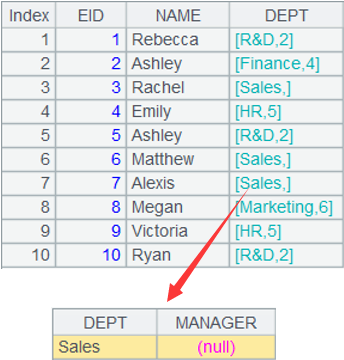 Index EID NAME DEPT
1 1 Rebecca [R&D,2]
2 2 Ashley [Finance,4]
3 3 Rachel [Sales,]
4 4 Emily [HR,5]
5 5 Ashley [R&D,2]
6 6 Matthew [Sales,]
7 7 Alexis [Sales,]
8 8 Megan [Marketing,6]
9 9 Victoria [HR,5]
10 10 Ryan [R&D,2]
DEPT MANAGER
Sales (null)